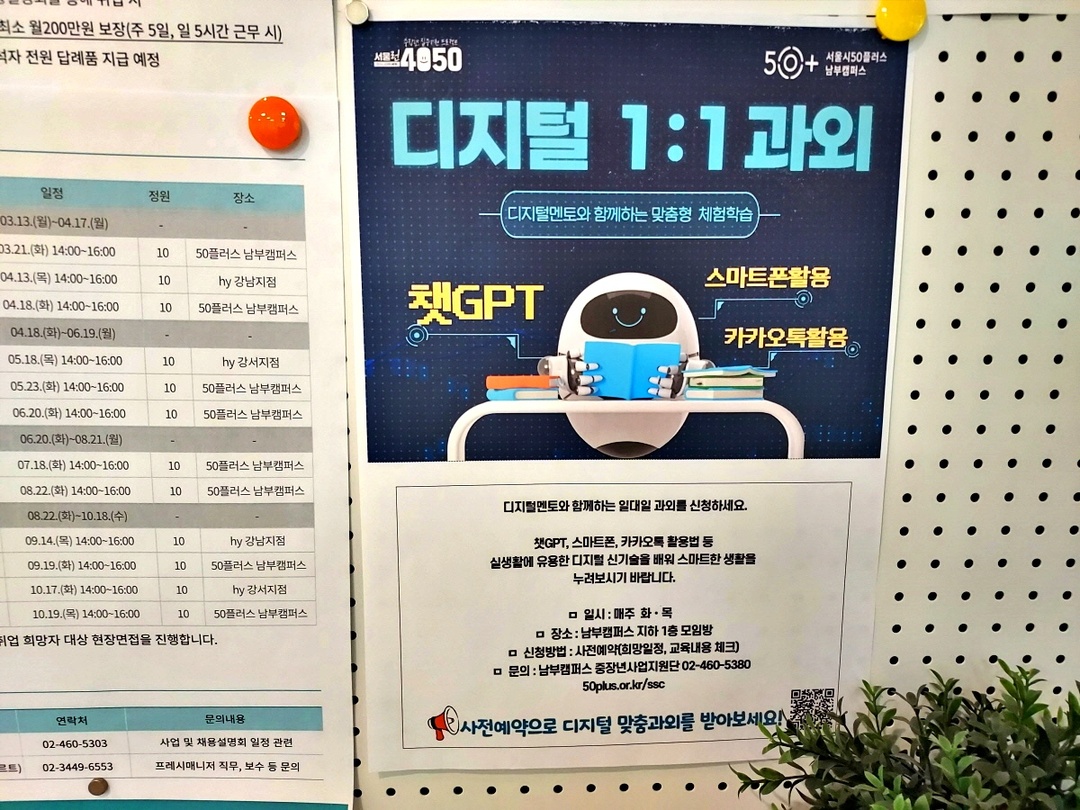 최소 월200만원 보장(주 5일, 일 5시간 근무 시)
석자 전원 답례품 지급 예정
일정 정원 장소
03.13.(월)~04.17.(월) - -
03.21.(화) 14:00~16:00 10 50플러스 남부캠퍼스
04.13.(목) 14:00~16:00 10 hy 강남지점
04.18.(화) 14:00~16:00 10 50플러스 남부캠퍼스
04.18.(화)~06.19.(월) -
05.18.(목) 14:00~16:00 10 hy 강서지점
05.23.(화) 14:00~16:00 10 50플러스 남부캠퍼스
06.20.(화) 14:00~16:00 10 50플러스 남부캠퍼스
06.20.(화)~08.21.(월) - -
07.18.(화) 14:00~16:00 10 50플러스 남부캠퍼스
08.22.(화) 14:00~16:00 10 50플러스 남부캠퍼스
08.22.(화)~10.18.(수) - -
09.14.(목) 14:00~16:00 10 hy 강남지점
09.19.(화) 14:00~16:00 10 50플러스 남부캠퍼스
10.17.(화) 14:00~16:00 10 hy 강서지점
10.19.(목) 14:00~16:00 10 50플러스 남부캠퍼스
취업 희망자 대상 현장면접을 진행합니다.
연락처 문의내용
02-460-5303 사업 및 채용설명회 일정 관련
02-3449-6553 프레시매니저 직무, 보수 등 문의
4050
50+ 서울시50플러스
남부캠퍼스
디지털 1:1 과외
디지털멘토와 함께하는 맞춤형 체험학습
챗GPT
스마트폰활용
카카오톡활용
디지털멘토와 함께하는 일대일 과외를 신청하세요.
챗GPT, 스마트폰, 카카오톡 활용법 등
실생활에 유용한 디지털 신기술을 배워 스마트한 생활을
누려보시기 바랍니다.
ㅁ 일시 : 매주 화·목
ㅁ 장소 : 남부캠퍼스 지하 1층 모임방
ㅁ 신청방법 : 사전예약(희망일정, 교육내용 체크)
ㅁ 문의 : 남부캠퍼스 중장년사업지원단 02-460-5380
50plus.or.kr/ssc
사전예약으로 디지털 맞춤과외를 받아보세요!